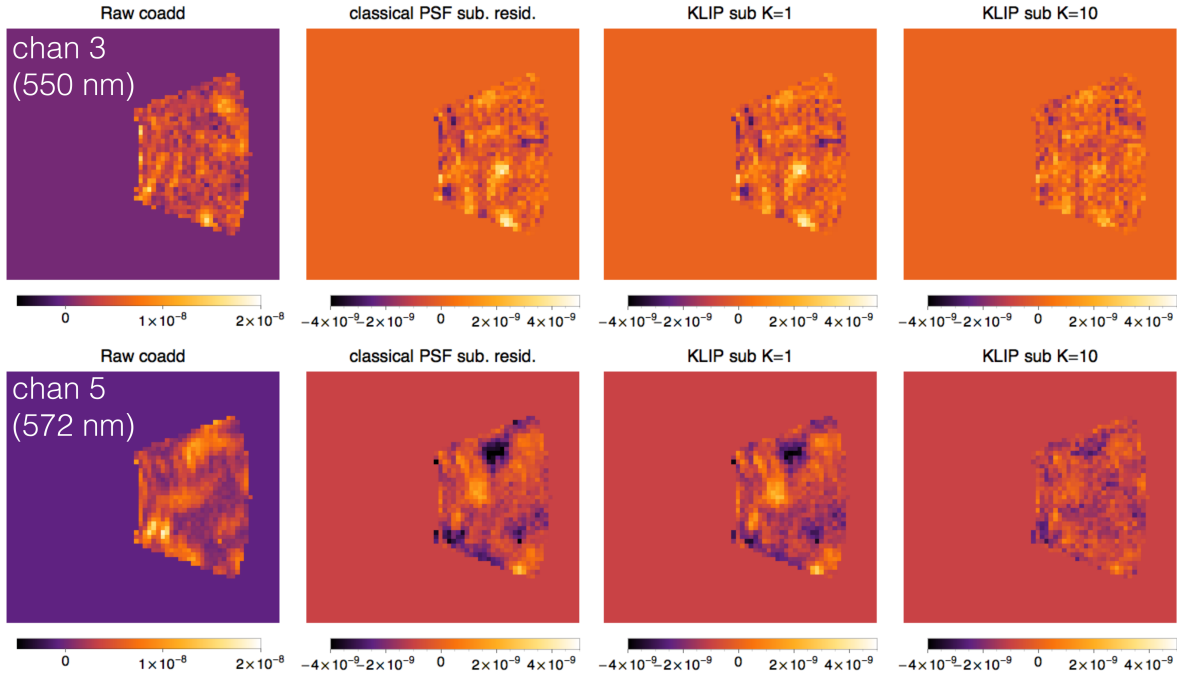 Raw coadd
classical PSF sub. resid.
KLIP sub K=1
KLIP sub K=10
chan 3
(550 nm)
0 1×10⁻⁸ 2×10⁻⁸
−4×10⁻⁹ −2×10⁻⁹ 0 2×10⁻⁹ 4×10⁻⁹
−4×10⁻⁹ −2×10⁻⁹ 0 2×10⁻⁹ 4×10⁻⁹
−4×10⁻⁹ −2×10⁻⁹ 0 2×10⁻⁹ 4×10⁻⁹
Raw coadd
classical PSF sub. resid.
KLIP sub K=1
KLIP sub K=10
chan 5
(572 nm)
0 1×10⁻⁸ 2×10⁻⁸
−4×10⁻⁹ −2×10⁻⁹ 0 2×10⁻⁹ 4×10⁻⁹
−4×10⁻⁹ −2×10⁻⁹ 0 2×10⁻⁹ 4×10⁻⁹
−4×10⁻⁹ −2×10⁻⁹ 0 2×10⁻⁹ 4×10⁻⁹